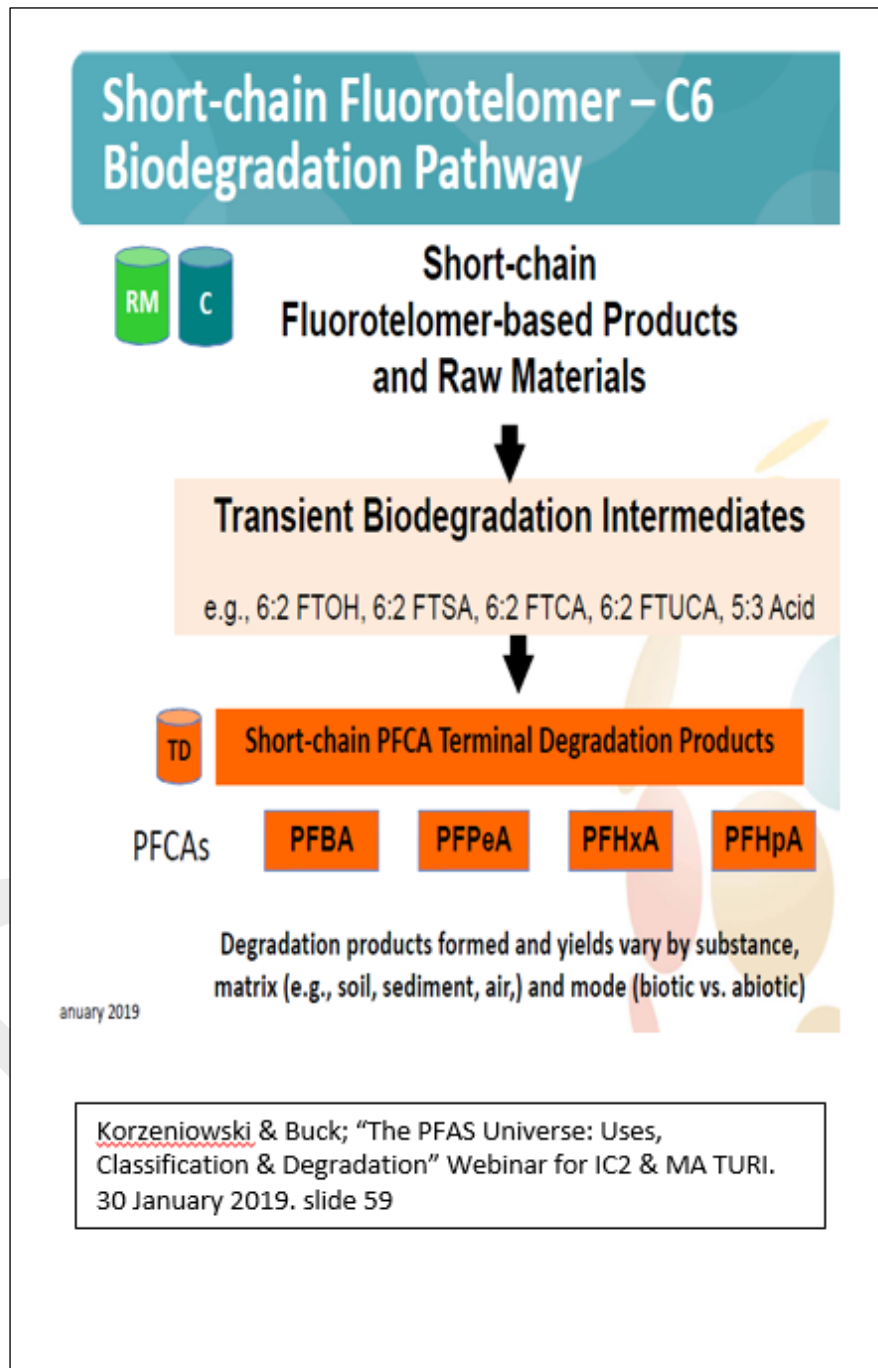 Short-chain Fluorotelomer – C6
Biodegradation Pathway
RM
C
Short-chain
Fluorotelomer-based Products
and Raw Materials
Transient Biodegradation Intermediates
e.g., 6:2 FTOH, 6:2 FTSA, 6:2 FTCA, 6:2 FTUCA, 5:3 Acid
TD
Short-chain PFCA Terminal Degradation Products
PFCAs
PFBA
PFPeA
PFHxA
PFHpA
Degradation products formed and yields vary by substance,
matrix (e.g., soil, sediment, air,) and mode (biotic vs. abiotic)
anuary 2019
Korzeniowski & Buck; “The PFAS Universe: Uses,
Classification & Degradation” Webinar for IC2 & MA TURI.
30 January 2019. slide 59